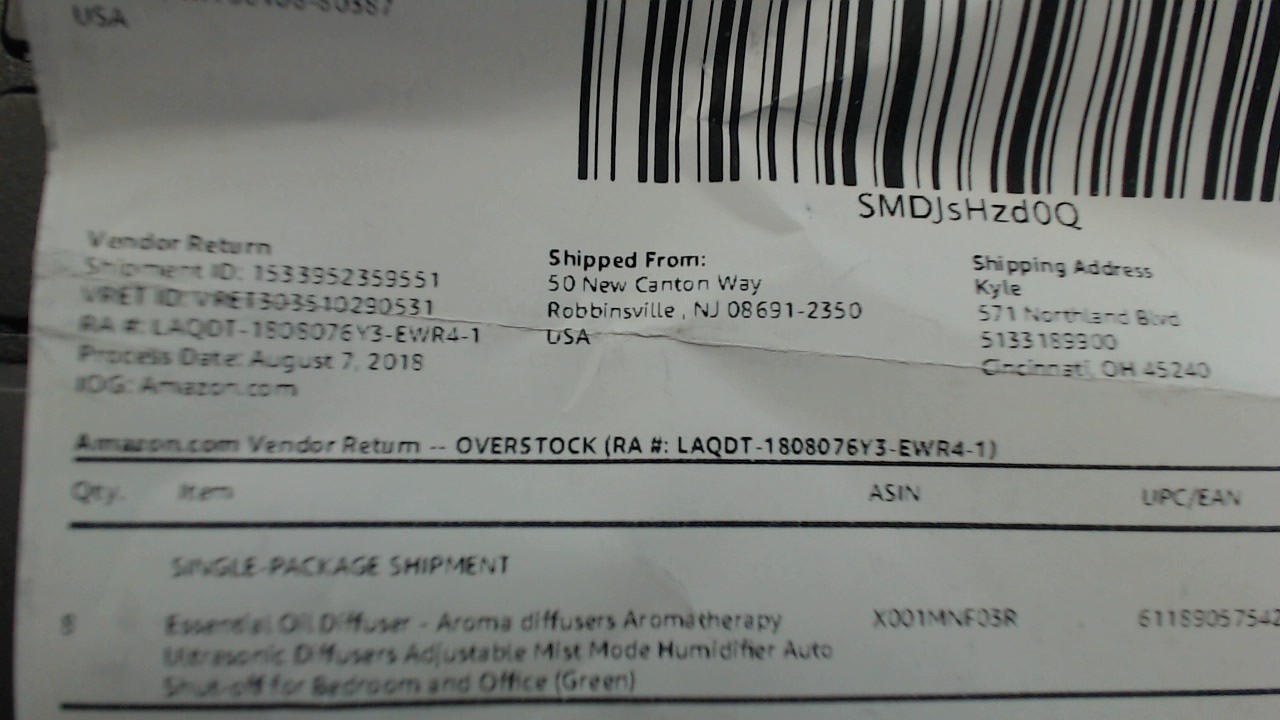 USA
SMDJsHzd0Q
Vendor Return
Shipment ID: 1533952359551
VRET ID: VRET303540290531
RA #: LAQDT-1808076Y3-EWR4-1
Process Date: August 7, 2018
IOG: Amazon.com
Shipped From:
50 New Canton Way
Robbinsville , NJ 08691-2350
USA
Shipping Address
Kyle
571 Northland Blvd
5133189300
Cincinnati, OH 45240
Amazon.com Vendor Return -- OVERSTOCK (RA #: LAQDT-1808076Y3-EWR4-1)
Qty. Item ASIN UPC/EAN
SINGLE-PACKAGE SHIPMENT
Essential Oil Diffuser - Aroma diffusers Aromatherapy X001MNF03R 61189057542
Ultrasonic Diffusers Adjustable Mist Mode Humidifier Auto
Shut-off for Bedroom and Office (Green)